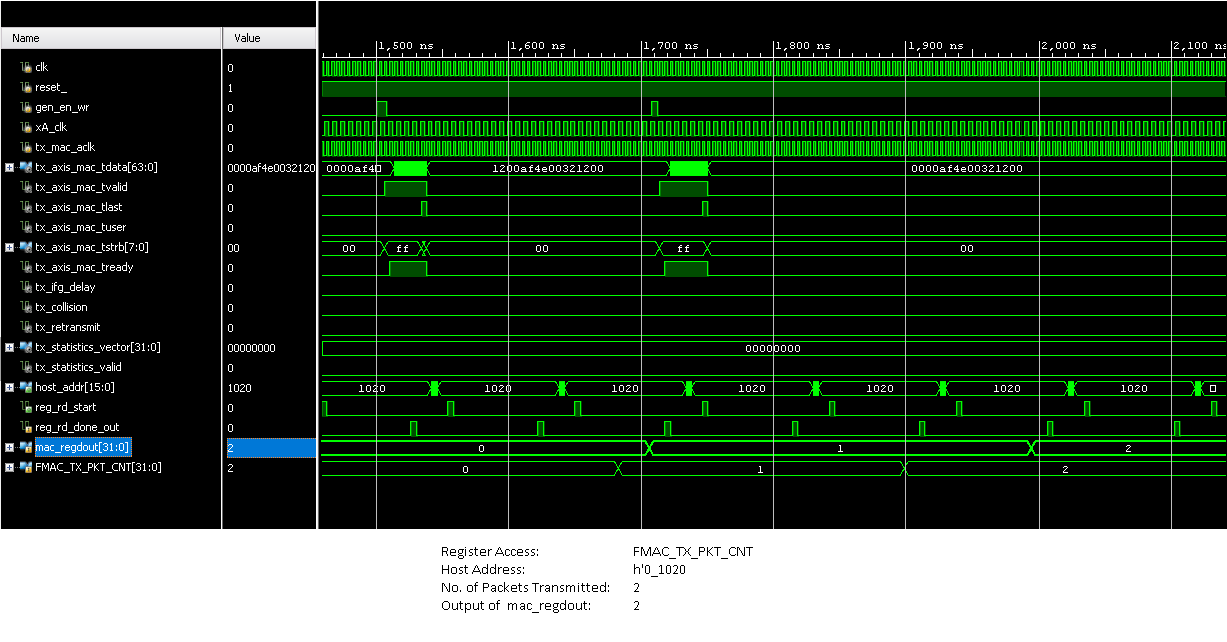 Name Value
1,500 ns 1,600 ns 1,700 ns 1,800 ns 1,900 ns 2,000 ns 2,100 ns
clk 0
reset_ 1
gen_en_wr 0
xA_clk 0
tx_mac_aclk 0
tx_axis_mac_tdata[63:0] 0000af4e00321200 0000af4 1200af4e00321200 0000af4e00321200
tx_axis_mac_tvalid 0
tx_axis_mac_tlast 0
tx_axis_mac_tuser 0
tx_axis_mac_tstrb[7:0] 00 00 ff 00 ff 00
tx_axis_mac_tready 0
tx_ifg_delay 0
tx_collision 0
tx_retransmit 0
tx_statistics_vector[31:0] 00000000 00000000
tx_statistics_valid 0
host_addr[15:0] 1020 1020 1020 1020 1020 1020 1020 1020
reg_rd_start 0
reg_rd_done_out 0
mac_regdout[31:0] 2 0 1 2
FMAC_TX_PKT_CNT[31:0] 2 0 1 2
Register Access: FMAC_TX_PKT_CNT
Host Address: h'0_1020
No. of Packets Transmitted: 2
Output of mac_regdout: 2